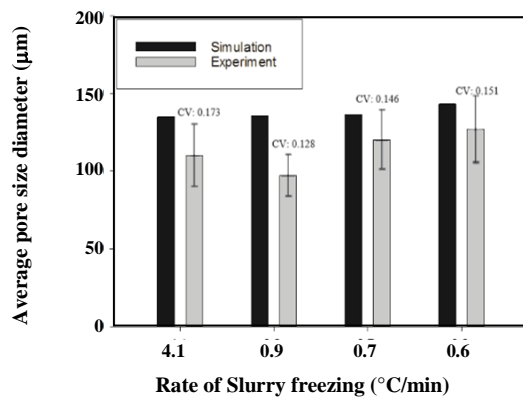 Average pore size diameter (µm)
200
150
100
50
0
Simulation
Experiment
CV: 0.173
CV: 0.128
CV: 0.146
CV: 0.151
4.1
0.9
0.7
0.6
Rate of Slurry freezing (°C/min)